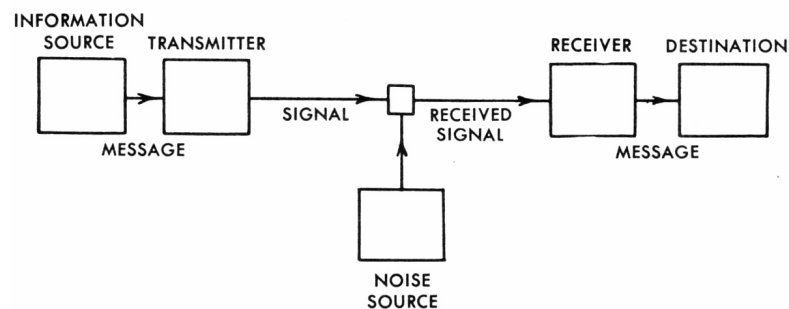 INFORMATION
SOURCE
TRANSMITTER
RECEIVER
DESTINATION
SIGNAL
RECEIVED
SIGNAL
MESSAGE
MESSAGE
NOISE
SOURCE